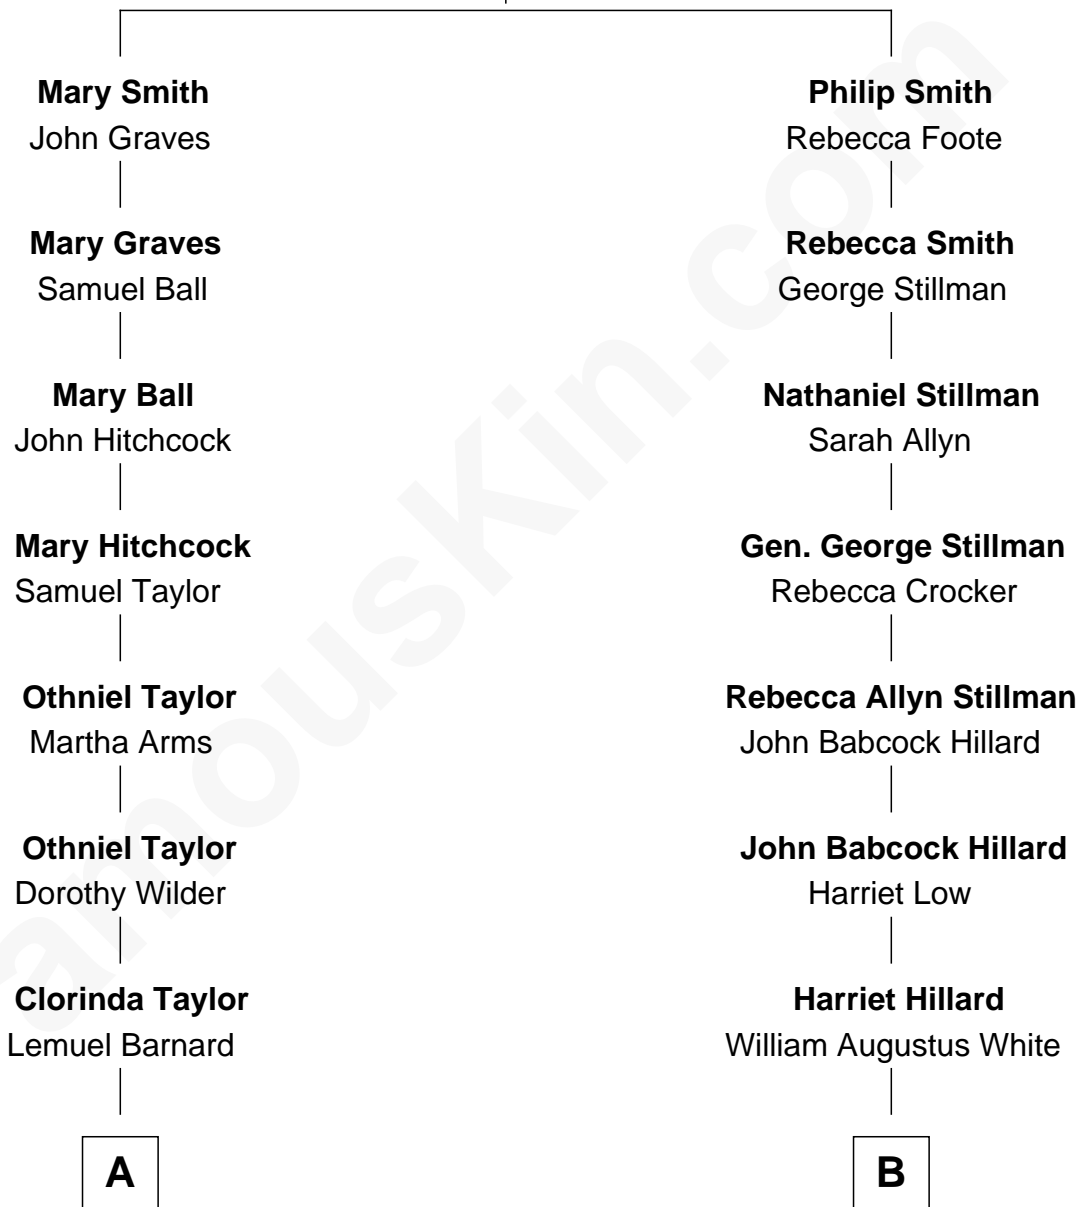 Mary Smith
John Graves
Mary Graves
Samuel Ball
Mary Ball
John Hitchcock
Mary Hitchcock
Samuel Taylor
Othniel Taylor
Martha Arms
Othniel Taylor
Dorothy Wilder
Clorinda Taylor
Lemuel Barnard
A
Philip Smith
Rebecca Foote
Rebecca Smith
George Stillman
Nathaniel Stillman
Sarah Allyn
Gen. George Stillman
Rebecca Crocker
Rebecca Allyn Stillman
John Babcock Hillard
John Babcock Hillard
Harriet Low
Harriet Hillard
William Augustus White
B
amousKin.com